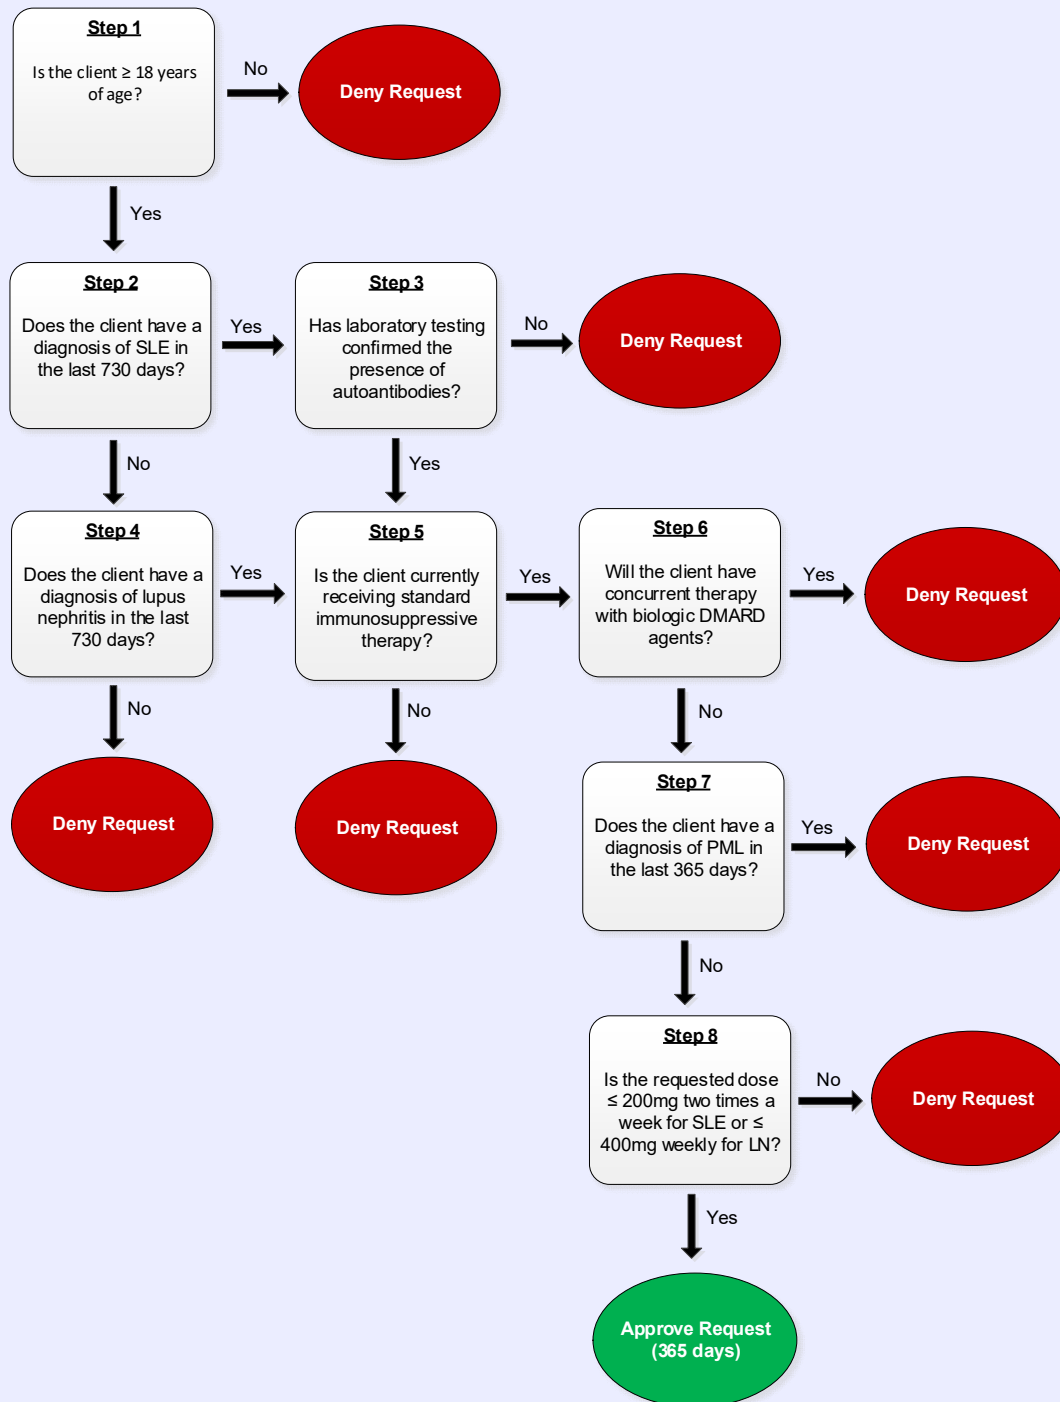 Step 1
Is the client ≥ 18 years
of age?
No
Deny Request
Yes
Step 2
Does the client have a
diagnosis of SLE in
the last 730 days?
Yes
Step 3
Has laboratory testing
confirmed the
presence of
autoantibodies?
No
Deny Request
No
Yes
Step 4
Does the client have a
diagnosis of lupus
nephritis in the last
730 days?
Yes
Step 5
Is the client currently
receiving standard
immunosuppressive
therapy?
Yes
Step 6
Will the client have
concurrent therapy
with biologic DMARD
agents?
Yes
Deny Request
No
Deny Request
No
Deny Request
No
Step 7
Does the client have a
diagnosis of PML in
the last 365 days?
Yes
Deny Request
No
Step 8
Is the requested dose
≤ 200mg two times a
week for SLE or ≤
400mg weekly for LN?
No
Deny Request
Yes
Approve Request
(365 days)